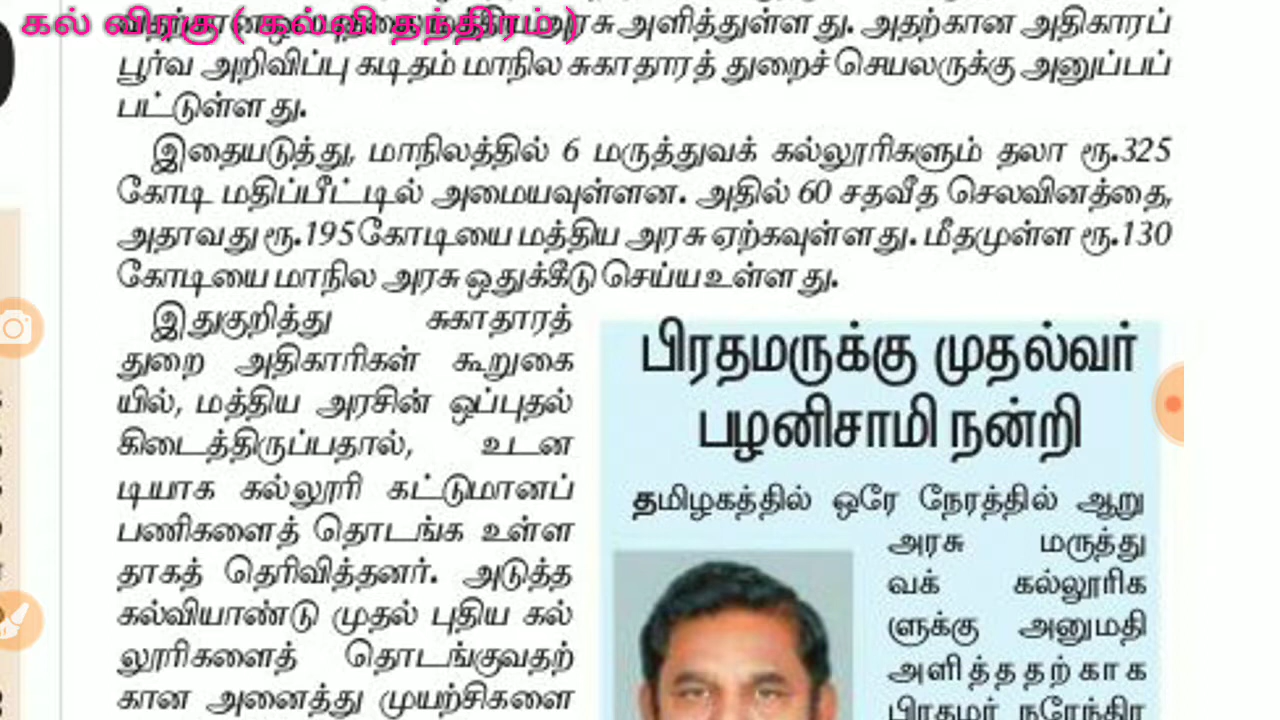 கல் விரகு ( கல்வி தந்திரம் )
அரசு அளித்துள்ளது. அதற்கான அதிகாரப்
பூர்வ அறிவிப்பு கடிதம் மாநில சுகாதாரத் துறைச் செயலருக்கு அனுப்பப்
பட்டுள்ளது.
இதையடுத்து, மாநிலத்தில் 6 மருத்துவக் கல்லூரிகளும் தலா ரூ.325
கோடி மதிப்பீட்டில் அமையவுள்ளன. அதில் 60 சதவீத செலவினத்தை,
அதாவது ரூ.195 கோடியை மத்திய அரசு ஏற்கவுள்ளது. மீதமுள்ள ரூ.130
கோடியை மாநில அரசு ஒதுக்கீடு செய்ய உள்ளது.
இதுகுறித்து சுகாதாரத்
துறை அதிகாரிகள் கூறுகை
யில், மத்திய அரசின் ஒப்புதல்
கிடைத்திருப்பதால், உடன
டியாக கல்லூரி கட்டுமானப்
பணிகளைத் தொடங்க உள்ள
தாகத் தெரிவித்தனர். அடுத்த
கல்வியாண்டு முதல் புதிய கல்
லூரிகளைத் தொடங்குவதற்
கான அனைத்து முயற்சிகளை
பிரதமருக்கு முதல்வர்
பழனிசாமி நன்றி
தமிழகத்தில் ஒரே நேரத்தில் ஆறு
அரசு மருத்து
வக் கல்லூரிக
ளுக்கு அனுமதி
அளித்ததற்காக
பிரதமர் நரேந்திர